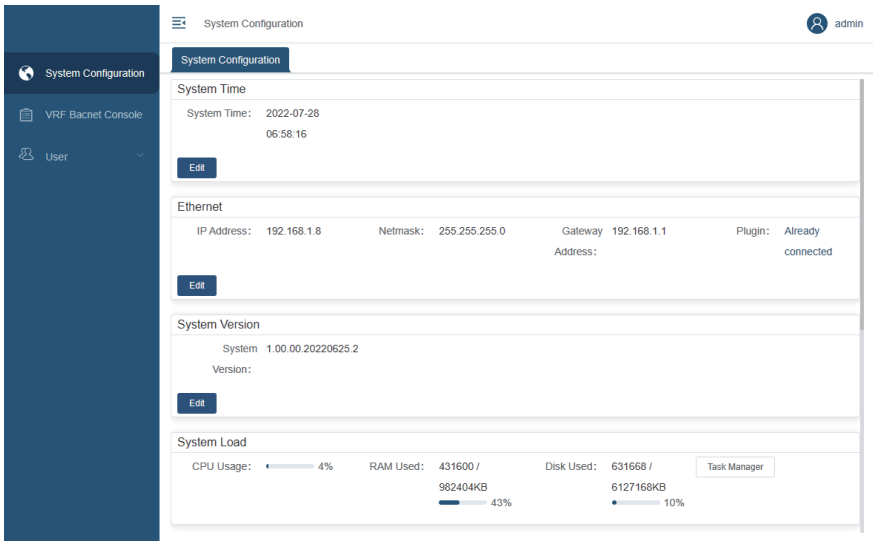 System Configuration
admin
System Configuration
VRF Bacnet Console
User
System Configuration
System Time
System Time: 2022-07-28
06:58:16
Edit
Ethernet
IP Address: 192.168.1.8 Netmask: 255.255.255.0 Gateway 192.168.1.1 Plugin: Already
Address: connected
Edit
System Version
System 1.00.00.20220625.2
Version:
Edit
System Load
CPU Usage: 4% RAM Used: 431600 / Disk Used: 631668 / Task Manager
982404KB 6127168KB
43% 10%